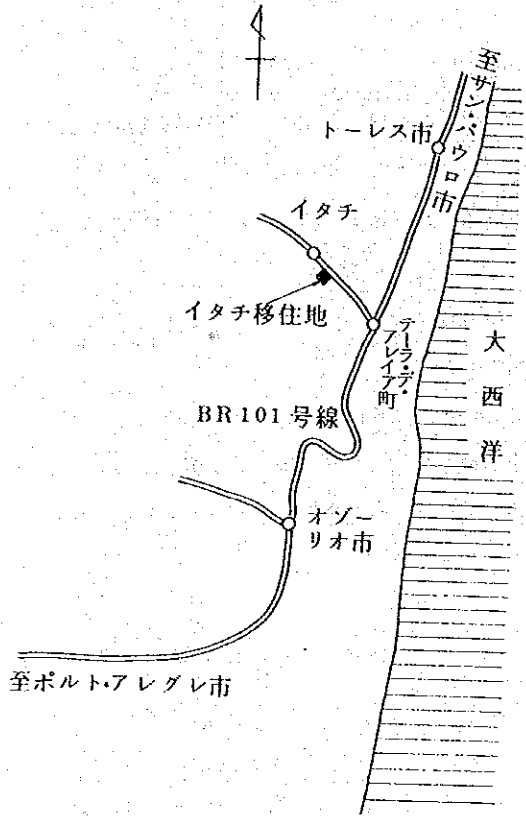 至サン・パウロ市
トーレス市
イタチ
イタチ移住地
テーラ・デ・
アレイア町
大西洋
BR101号線
オゾー
リオ市
至ポルト・アレグレ市